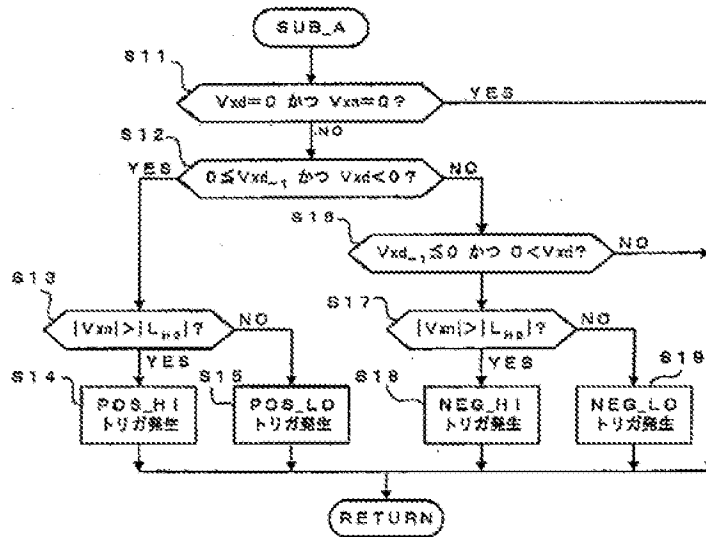 SUB_A
S11
Vxd=0 かつ Vxn=0?
YES
NO
S12
0≦Vxd₋₁ かつ Vxd<0?
YES
NO
S16
Vxd₋₁≦0 かつ 0<Vxd?
NO
S13
|Vxn|>|
|?
NO
YES
S17
|Vxn|>|
|?
NO
YES
S14
POS_HI
トリガ発生
S15
POS_LO
トリガ発生
S18
NEG_HI
トリガ発生
S19
NEG_LO
トリガ発生
RETURN